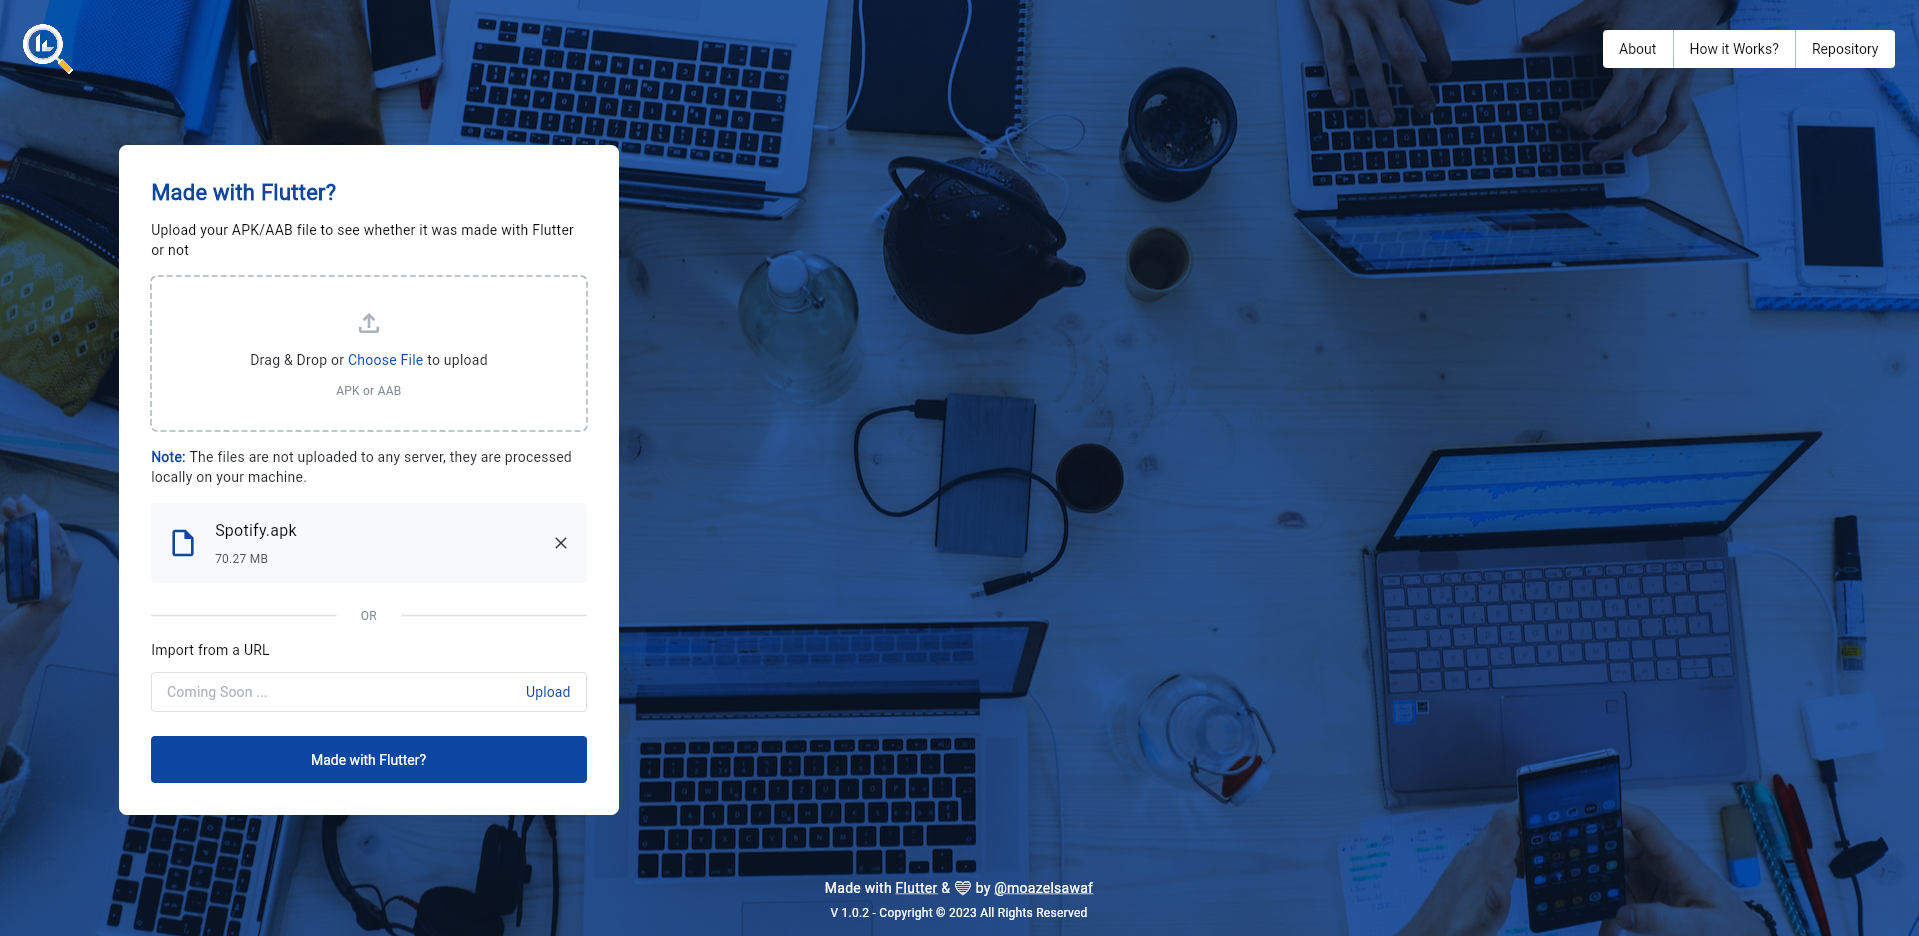 About
How it Works?
Repository
Made with Flutter?
Upload your APK/AAB file to see whether it was made with Flutter
or not
Drag & Drop or Choose File to upload
APK or AAB
Note: The files are not uploaded to any server, they are processed
locally on your machine.
Spotify.apk
70.27 MB
OR
Import from a URL
Coming Soon ...
Upload
Made with Flutter?
Made with Flutter & by @moazelsawaf
V 1.0.2 - Copyright © 2023 All Rights Reserved